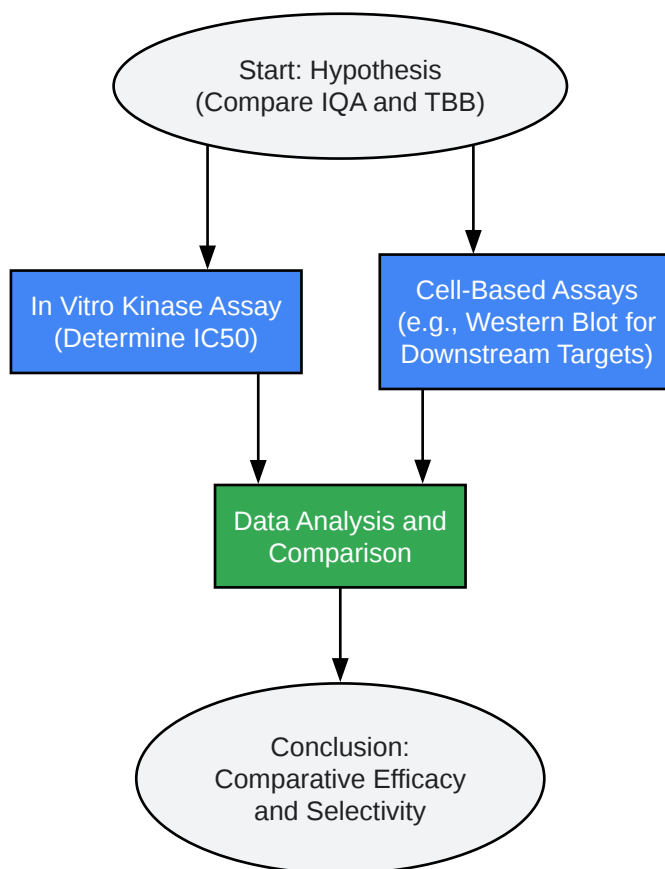 Start: Hypothesis
(Compare IQA and TBB)
In Vitro Kinase Assay
(Determine IC50)
Cell-Based Assays
(e.g., Western Blot for
Downstream Targets)
Data Analysis and
Comparison
Conclusion:
Comparative Efficacy
and Selectivity